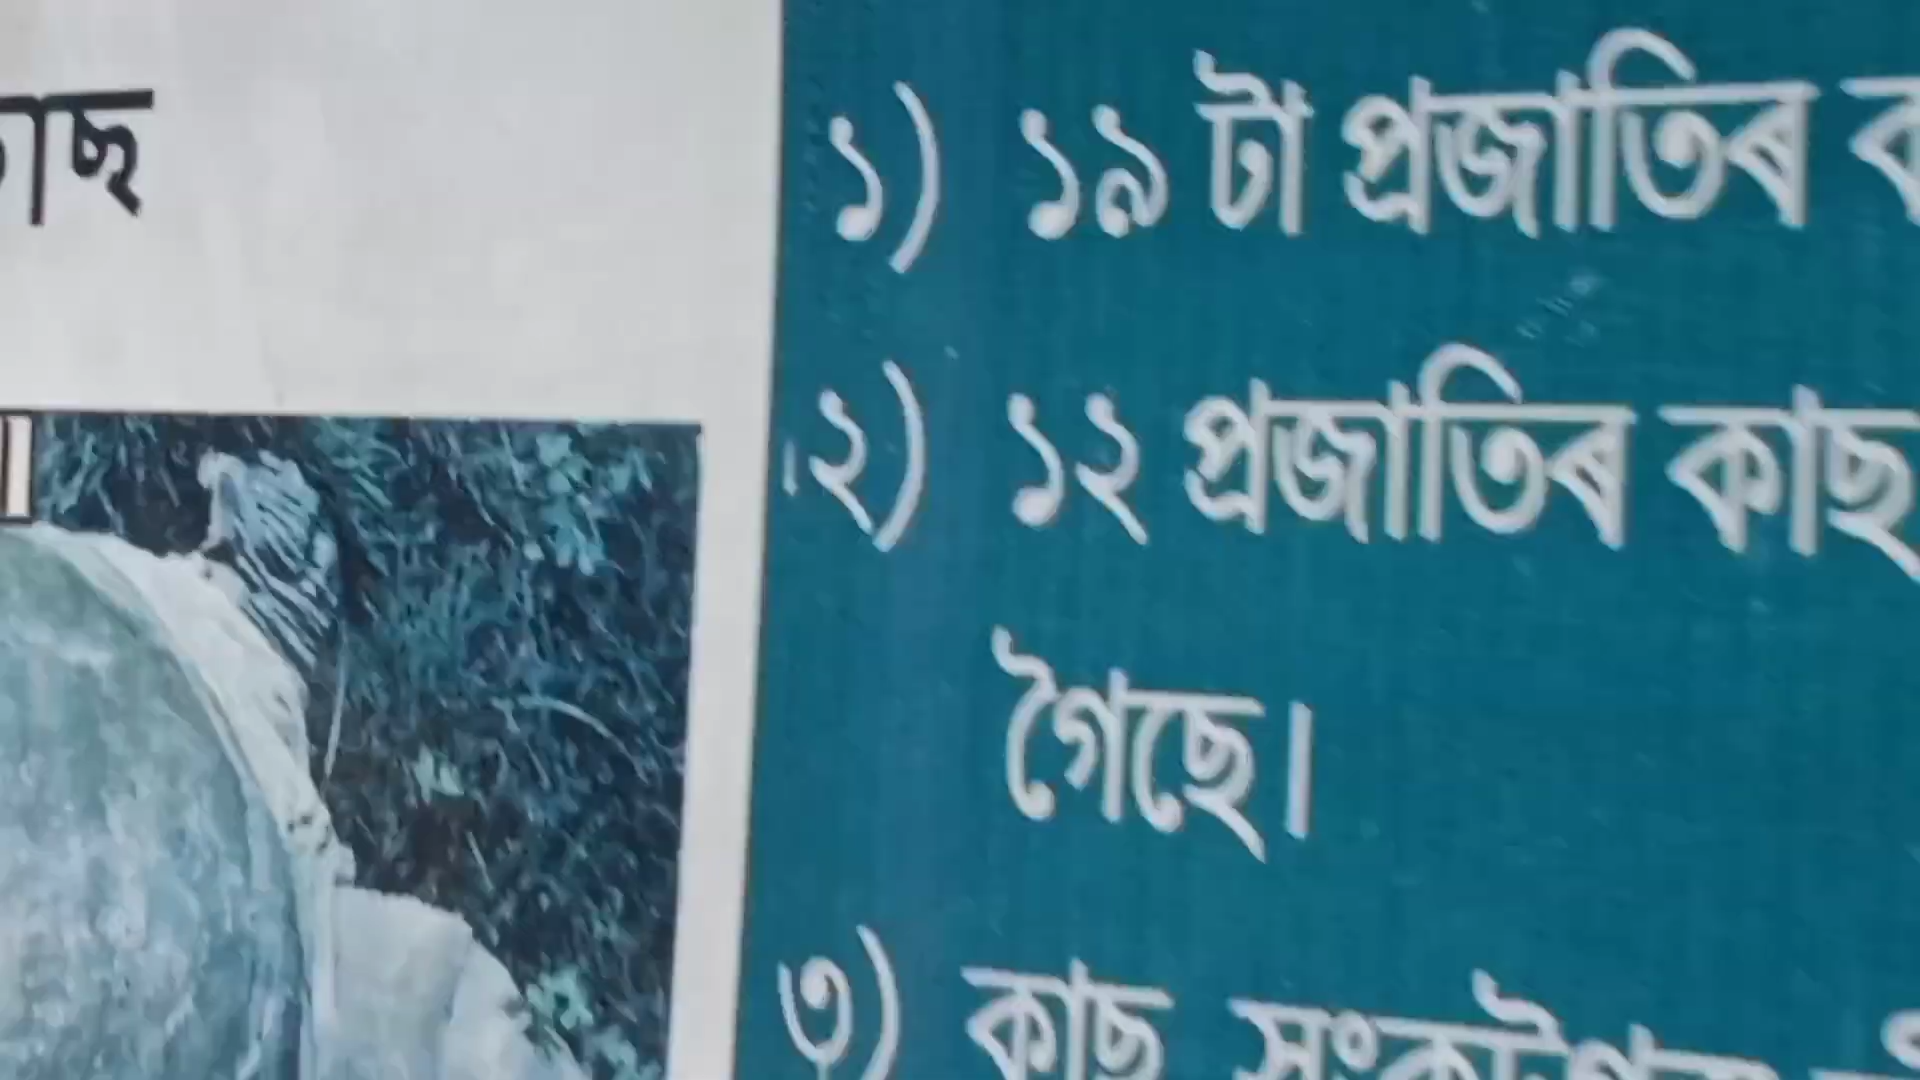 ১) ১৯ টা প্ৰজাতিৰ
২) ১২ প্ৰজাতিৰ কাছ
গৈছে।
৩) কাছ